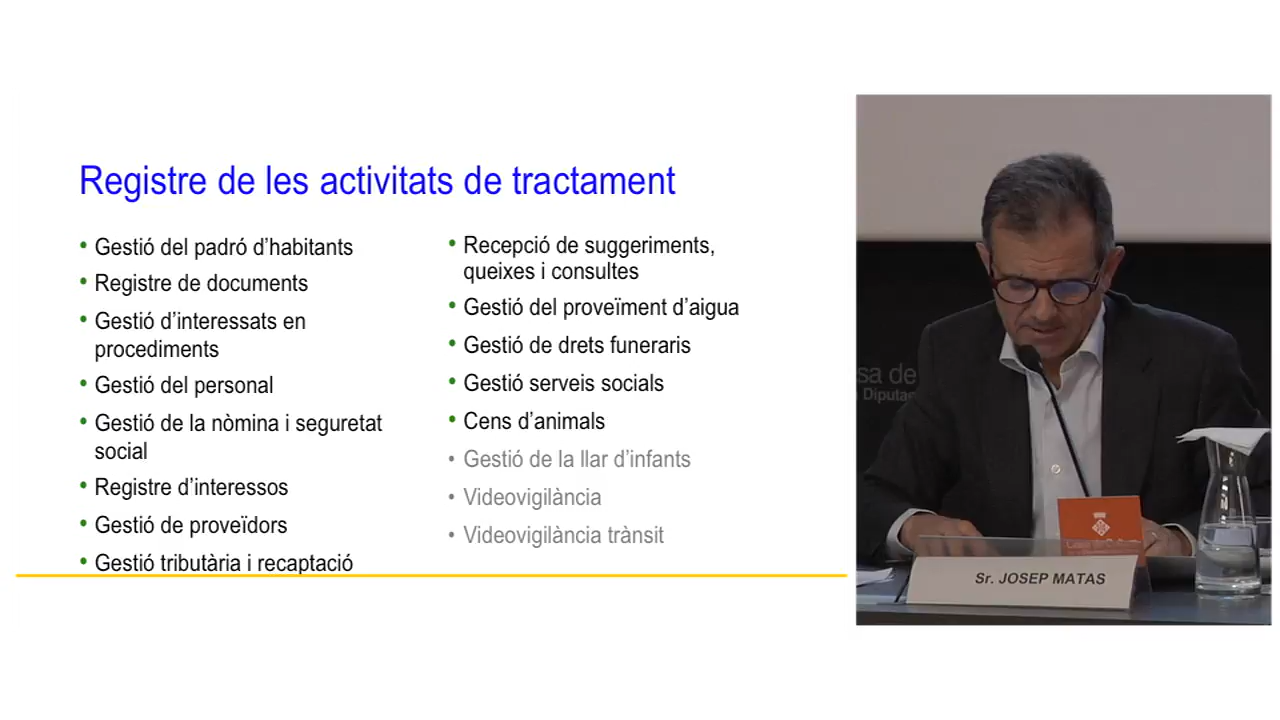 Registre de les activitats de tractament
• Gestió del padró d’habitants
• Registre de documents
• Gestió d’interessats en
procediments
• Gestió del personal
• Gestió de la nòmina i seguretat
social
• Registre d’interessos
• Gestió de proveïdors
• Gestió tributària i recaptació
• Recepció de suggeriments,
queixes i consultes
• Gestió del proveïment d’aigua
• Gestió de drets funeraris
• Gestió serveis socials
• Cens d’animals
• Gestió de la llar d’infants
• Videovigilància
• Videovigilància trànsit
sa de
Diputa
Sr. JOSEP MATAS